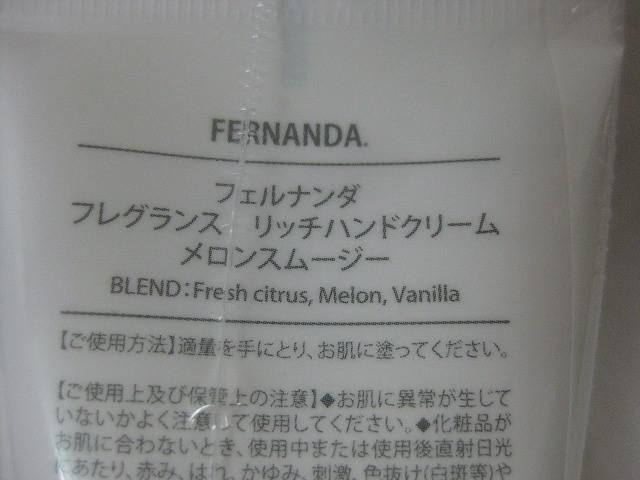 FERNANDA.
フェルナンダ
フレグランス リッチハンドクリーム
メロンスムージー
BLEND:Fresh citrus, Melon, Vanilla
【ご使用方法】適量を手にとり、お肌に塗ってください。
【ご使用上及び保管上の注意】◆お肌に異常が生じて
いないかよく注意して使用してください。◆化粧品が
お肌に合わないとき、使用中または使用後直射日光
にあたり、赤み、はれ、かゆみ、刺激、色抜け(白斑等)や